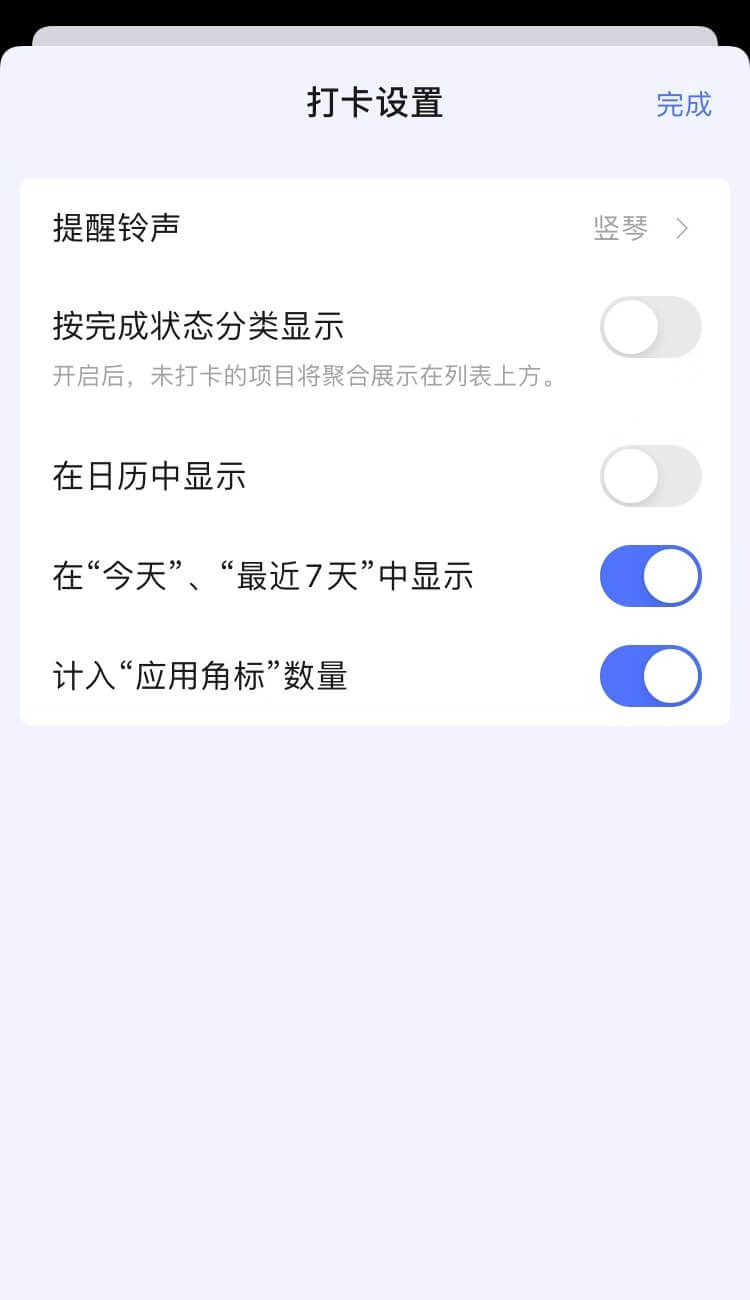 打卡设置
完成
提醒铃声
竖琴
按完成状态分类显示
开启后，未打卡的项目将聚合展示在列表上方。
在日历中显示
在“今天”、“最近7天”中显示
计入“应用角标”数量